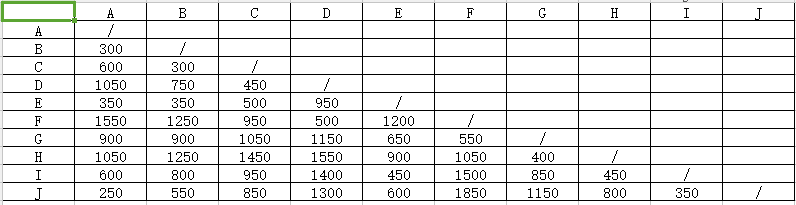 A B C D E F G H I J
A /
B 300 /
C 600 300 /
D 1050 750 450 /
E 350 350 500 950 /
F 1550 1250 950 500 1200 /
G 900 900 1050 1150 650 550 /
H 1050 1250 1450 1550 900 1050 400 /
I 600 800 950 1400 450 1500 850 450 /
J 250 550 850 1300 600 1850 1150 800 350 /